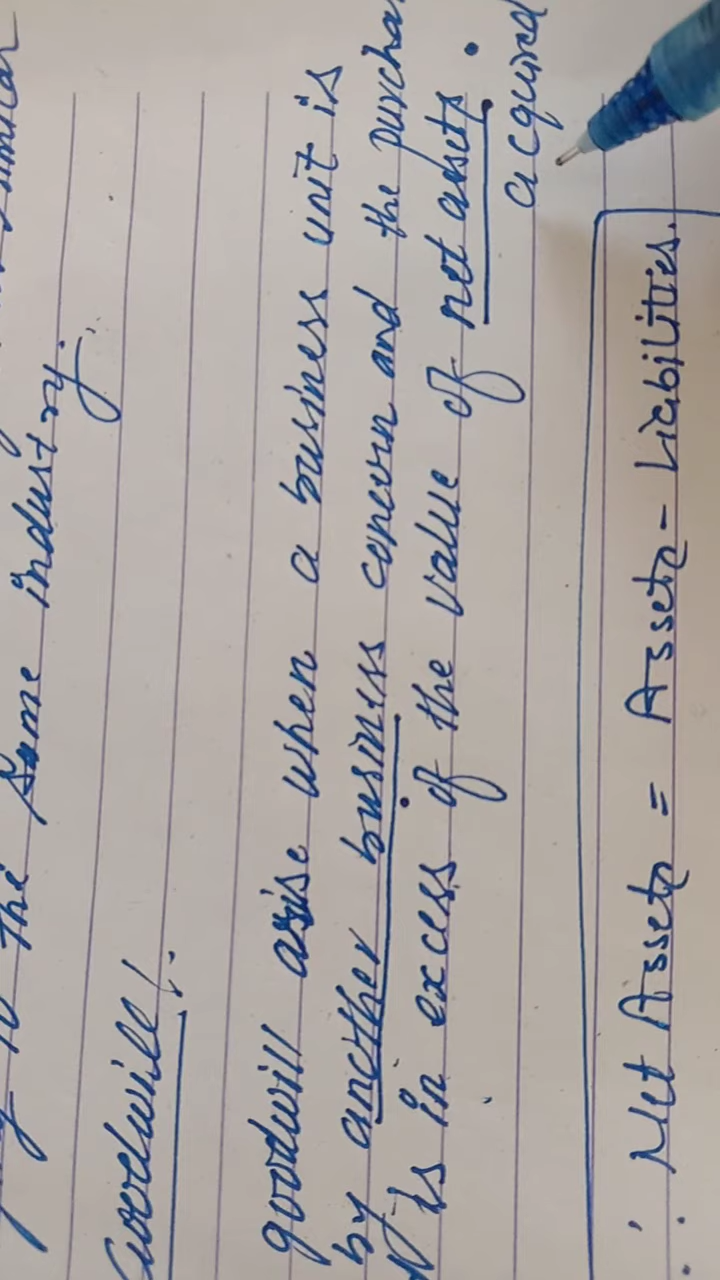 to the same industry.
Goodwill:
goodwill arise when a business unit is
by another business concern and the purcha
is in excess of the value of net assets.
acquired
∴ Net Assets = Assets - Liabilities.